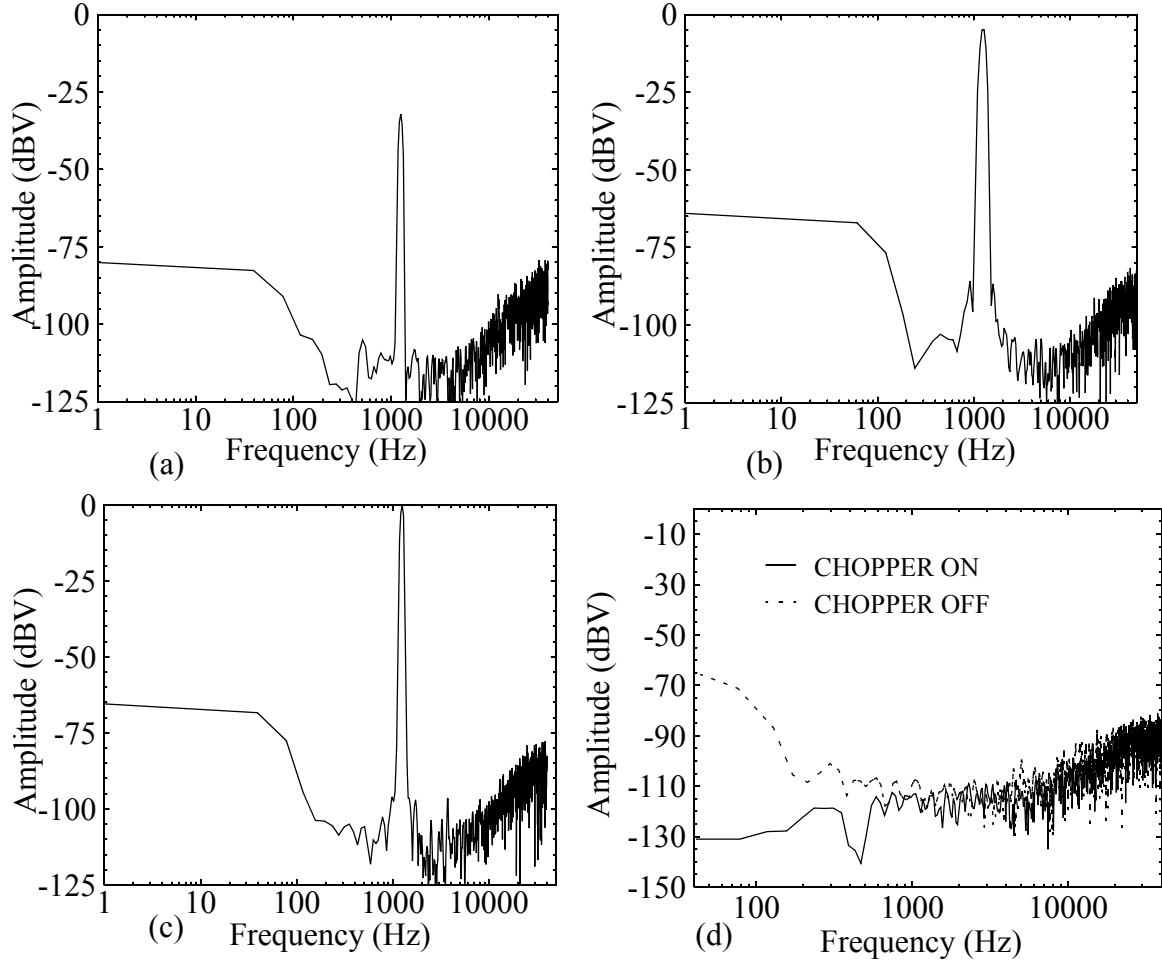 0
-25
-50
-75
-100
-125
Amplitude (dBV)
1 10 100 1000 10000
Frequency (Hz)
(a)
0
-25
-50
-75
-100
-125
Amplitude (dBV)
1 10 100 1000 10000
Frequency (Hz)
(b)
0
-25
-50
-75
-100
-125
Amplitude (dBV)
1 10 100 1000 10000
Frequency (Hz)
(c)
-10
-30
-50
-70
-90
-110
-130
-150
Amplitude (dBV)
CHOPPER ON
CHOPPER OFF
100 1000 10000
Frequency (Hz)
(d)